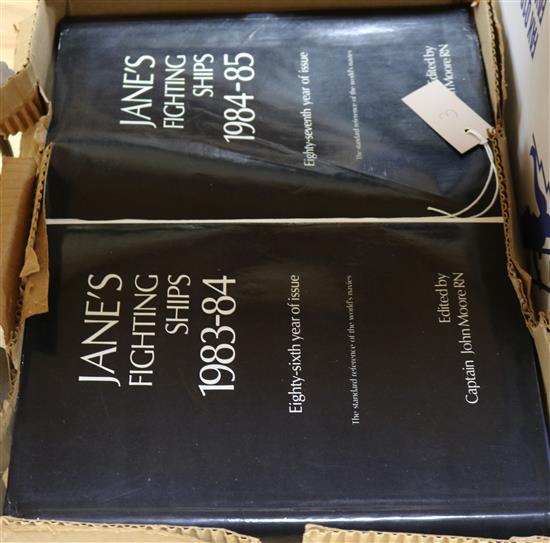 JANE'S
FIGHTING
SHIPS
1984-85
Eighty-seventh year of issue
The standard reference of the world's navies
Edited by
Moore RN
3
JANE'S
FIGHTING
SHIPS
1983-84
Eighty-sixth year of issue
The standard reference of the world's navies
Edited by
Captain John Moore RN